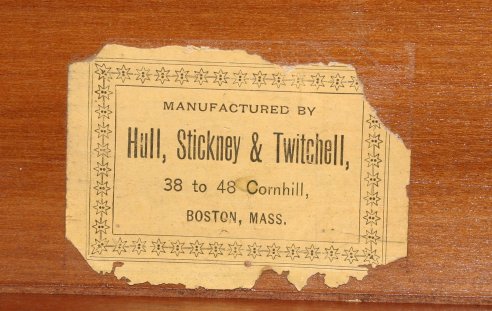 MANUFACTURED BY
Hull, Stickney & Twitchell,
38 to 48 Cornhill,
BOSTON, MASS.